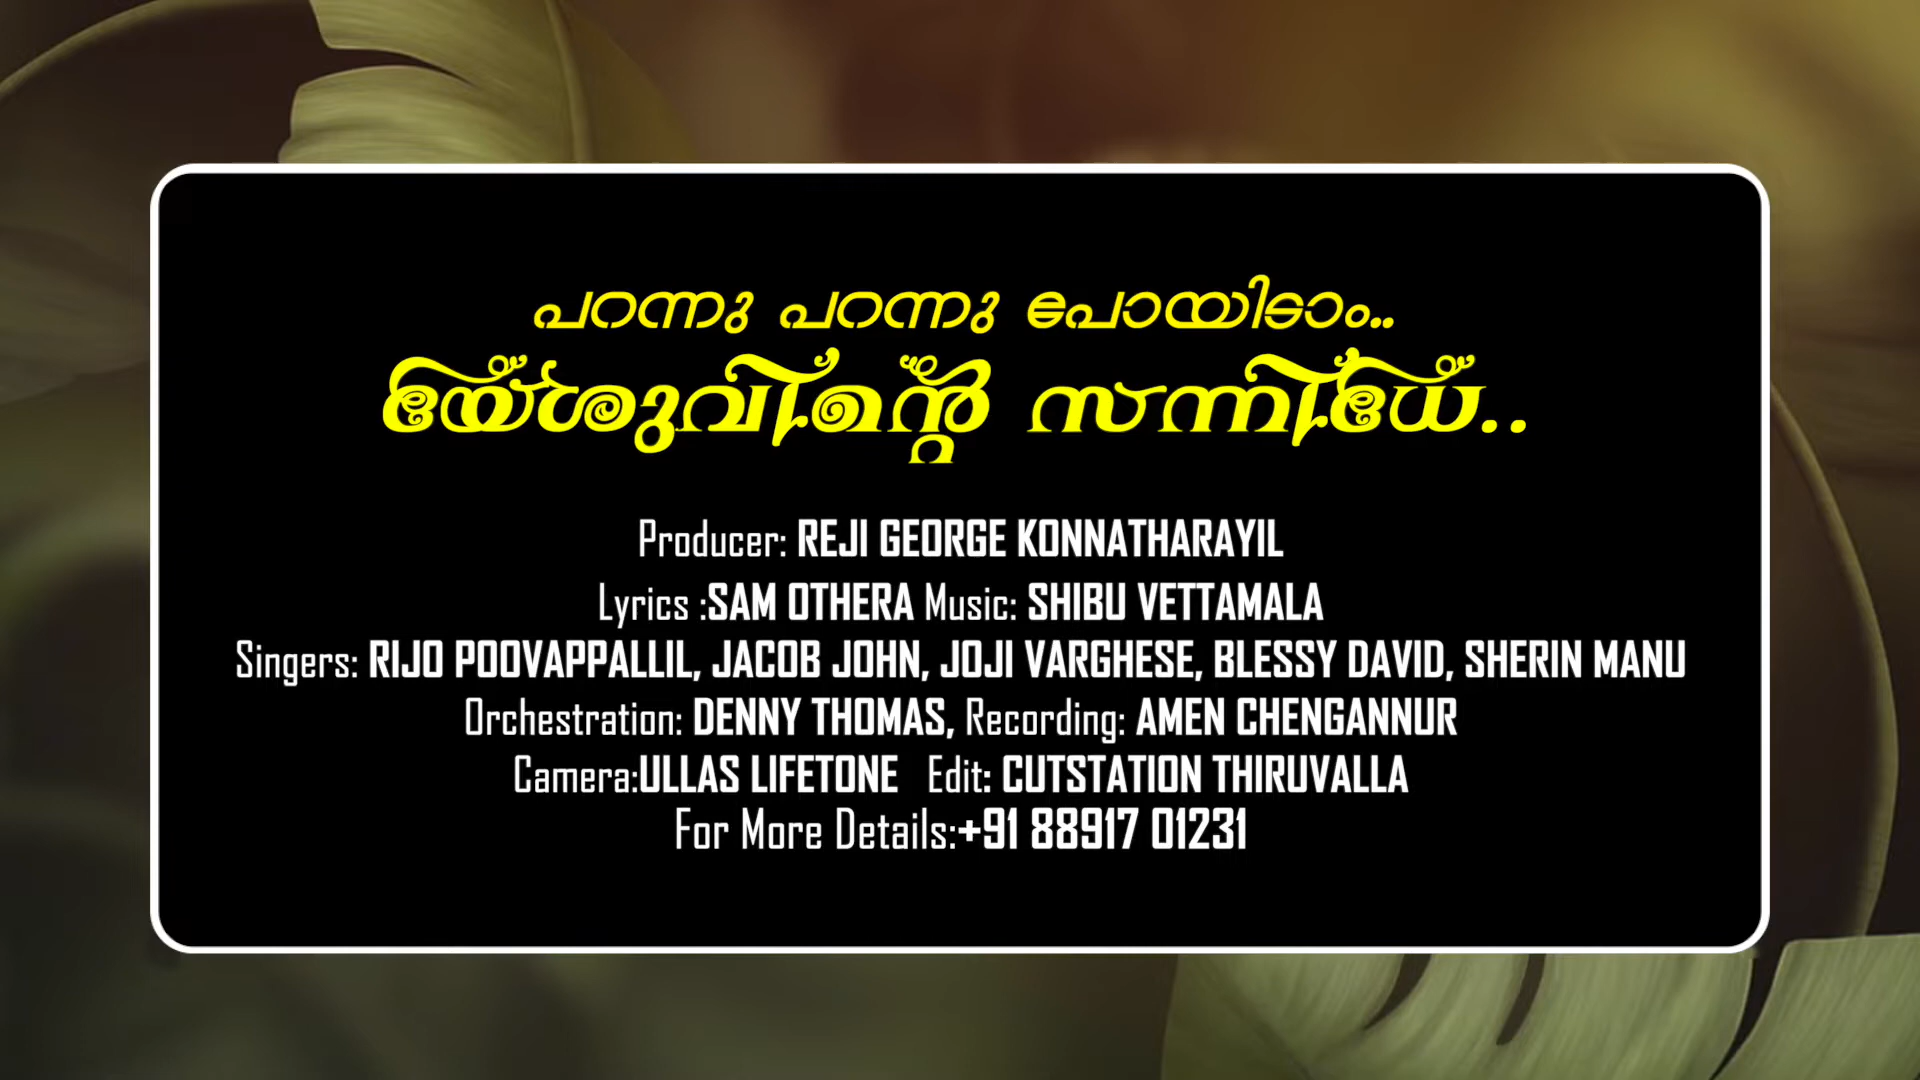 പറന്നു പറന്നു പോയിടാം..
യേശുവിന്റെ സന്നിധേ..
Producer: REJI GEORGE KONNATHARAYIL
Lyrics :SAM OTHERA Music: SHIBU VETTAMALA
Singers: RIJO POOVAPPALLIL, JACOB JOHN, JOJI VARGHESE, BLESSY DAVID, SHERIN MANU
Orchestration: DENNY THOMAS, Recording: AMEN CHENGANNUR
Camera:ULLAS LIFETONE Edit: CUTSTATION THIRUVALLA
For More Details:+91 88917 01231